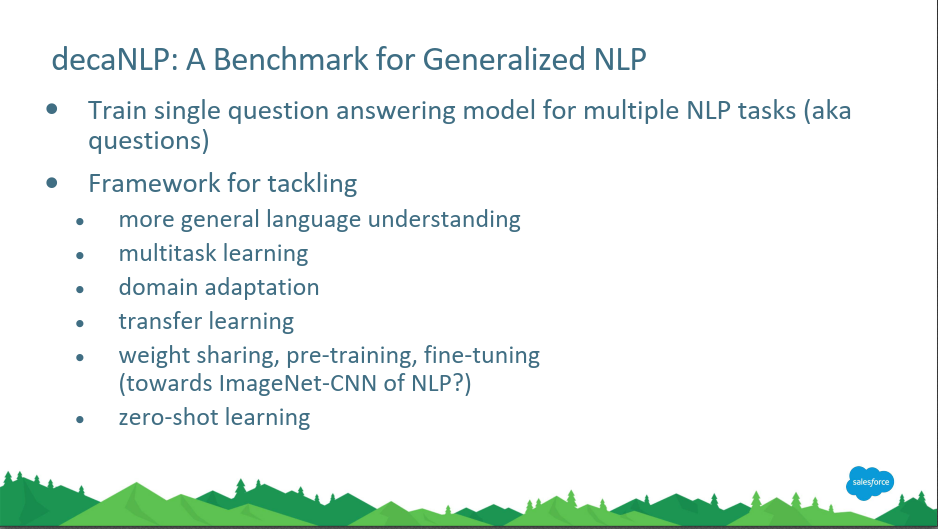 decaNLP: A Benchmark for Generalized NLP
• Train single question answering model for multiple NLP tasks (aka
questions)
• Framework for tackling
• more general language understanding
• multitask learning
• domain adaptation
• transfer learning
• weight sharing, pre-training, fine-tuning
(towards ImageNet-CNN of NLP?)
• zero-shot learning
salesforce